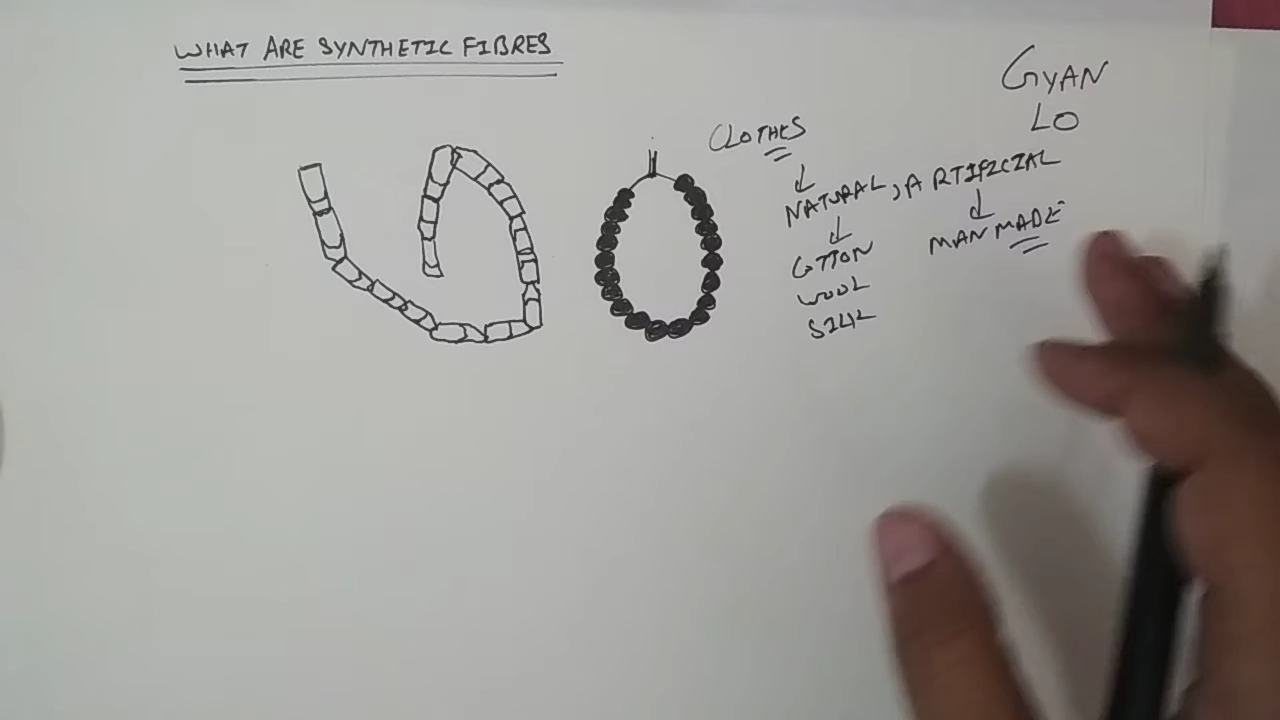 WHAT ARE SYNTHETIC FIBRES
GYAN
LO
CLOTHES
NATURAL, ARTIFICIAL
MAN MADE
COTTON
WOOL
SILK